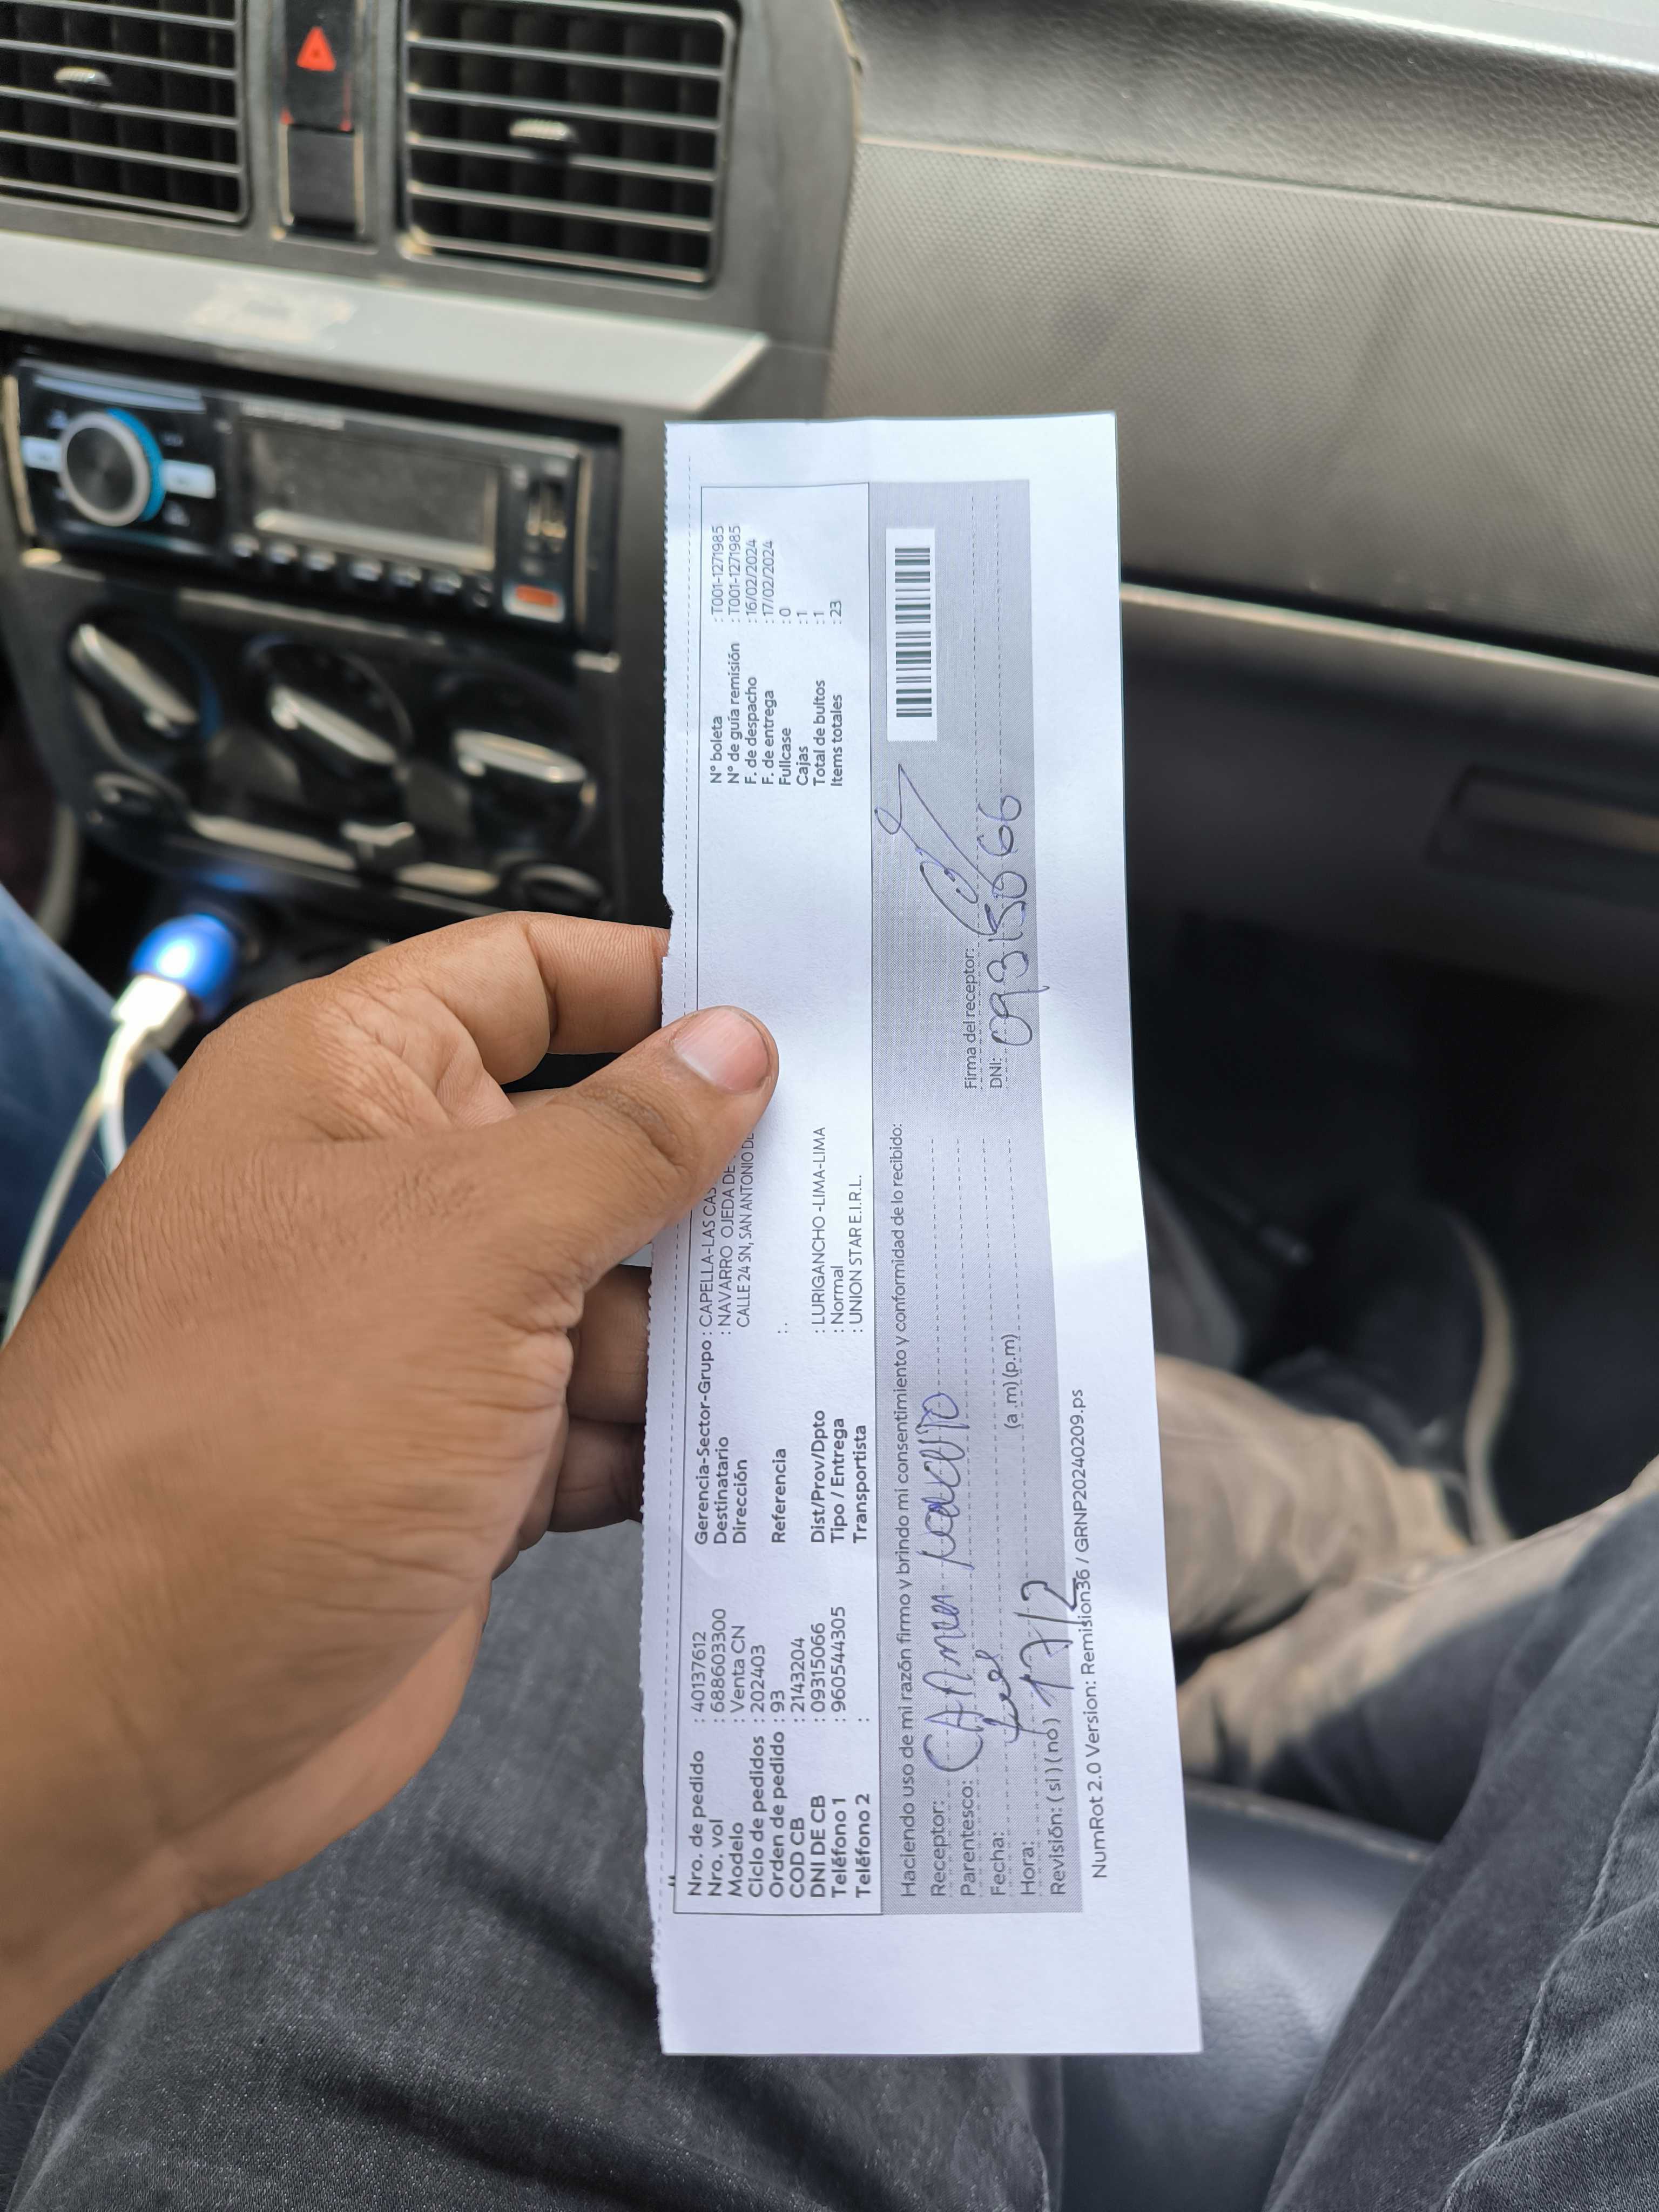 Nro. de pedido : 40137612
Nro. vol : 688603300
Modelo : Venta CN
Ciclo de pedidos : 202403
Orden de pedido : 93
COD CB : 2143204
DNI DE CB : 09315066
Teléfono 1 : 960544305
Teléfono 2 :
Gerencia-Sector-Grupo : CAPELLA-LAS CAS
Destinatario : NAVARRO OJEDA DE
Dirección CALLE 24 SN, SAN ANTONIO DE
Referencia : .
Dist/Prov/Dpto : LURIGANCHO -LIMA-LIMA
Tipo / Entrega : Normal
Transportista : UNION STAR E.I.R.L.
N° boleta : T001-1271985
N° de guía remisión : T001-1271985
F. de despacho : 16/02/2024
F. de entrega : 17/02/2024
Fullcase : 0
Cajas : 1
Total de bultos : 1
Items totales : 23
Haciendo uso de mi razón firmo y brindo mi consentimiento y conformidad de lo recibido:
Receptor: CARMEN
Parentesco:
Fecha:
Hora: 17/2 (a .m) (p.m)
Revisión: ( si ) ( no )
Firma del receptor:
DNI: 09315066
NumRot 2.0 Version: Remision36 / GRNP20240209.ps